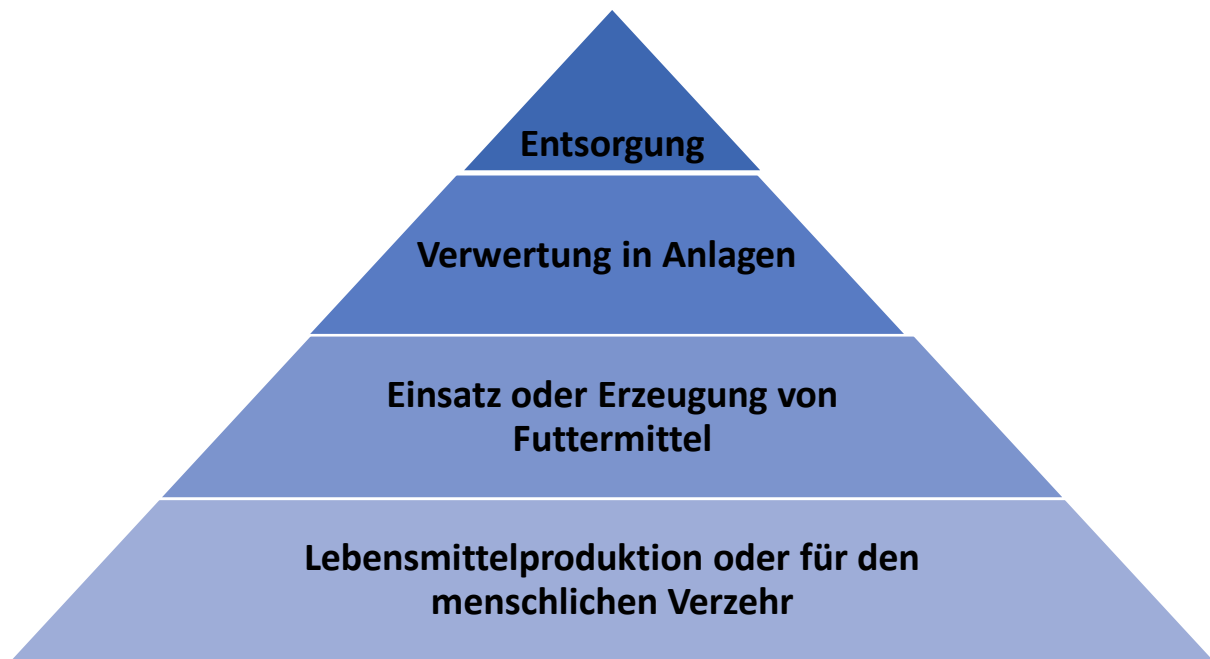 Entsorgung
Verwertung in Anlagen
Einsatz oder Erzeugung von
Futtermittel
Lebensmittelproduktion oder für den
menschlichen Verzehr